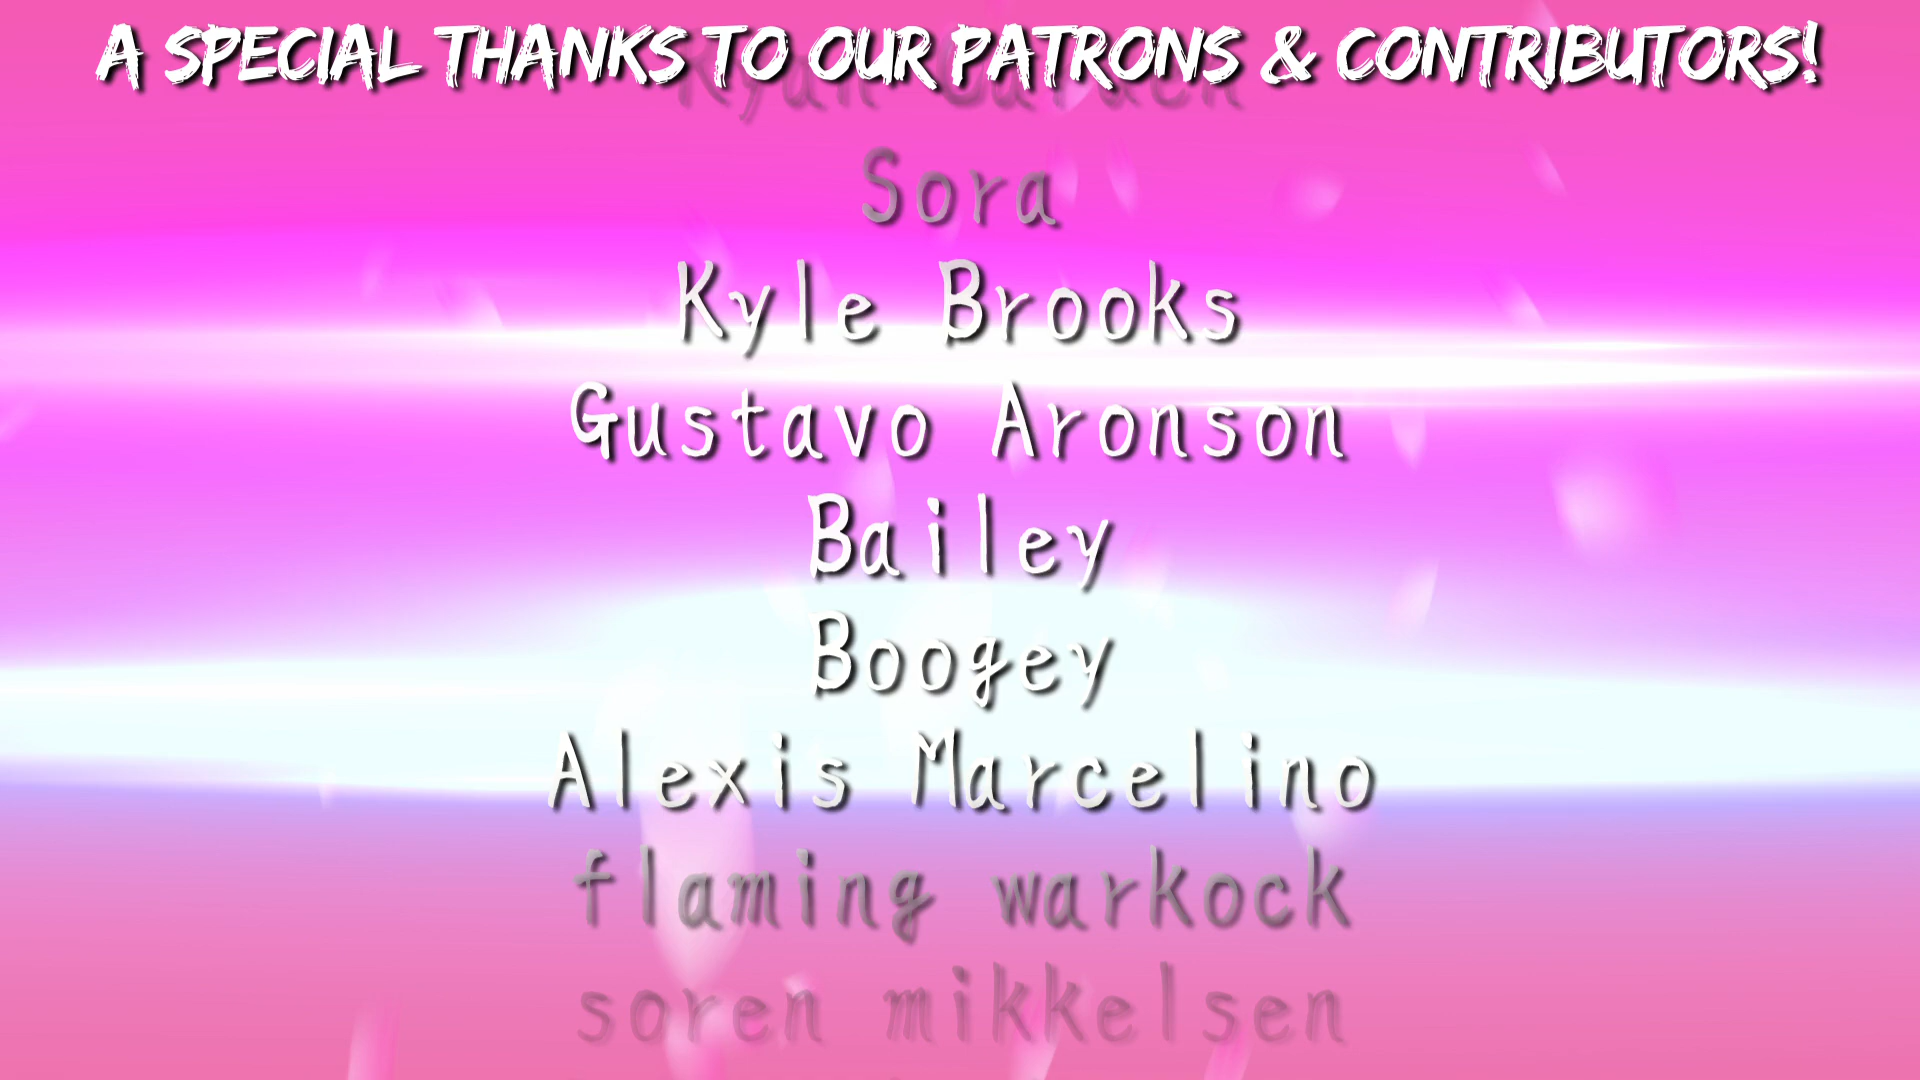 A SPECIAL THANKS TO OUR PATRONS & CONTRIBUTORS!
Sora
Kyle Brooks
Gustavo Aronson
Bailey
Boogey
Alexis Marcelino
flaming warkock
soren mikkelsen